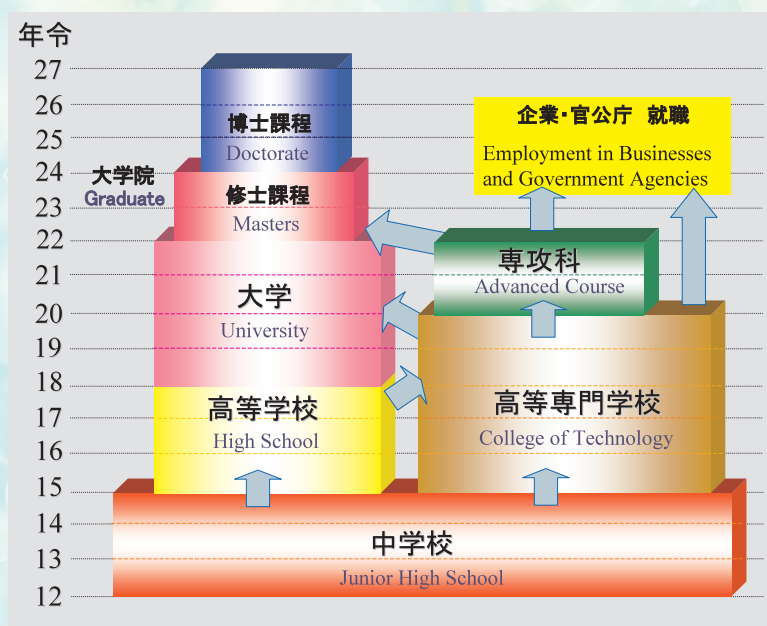 年令
27
26
25
24
23
22
21
20
19
18
17
16
15
14
13
12
博士課程
Doctorate
大学院
Graduate
修士課程
Masters
大学
University
高等学校
High School
企業・官公庁 就職
Employment in Businesses
and Government Agencies
専攻科
Advanced Course
高等専門学校
College of Technology
中学校
Junior High School